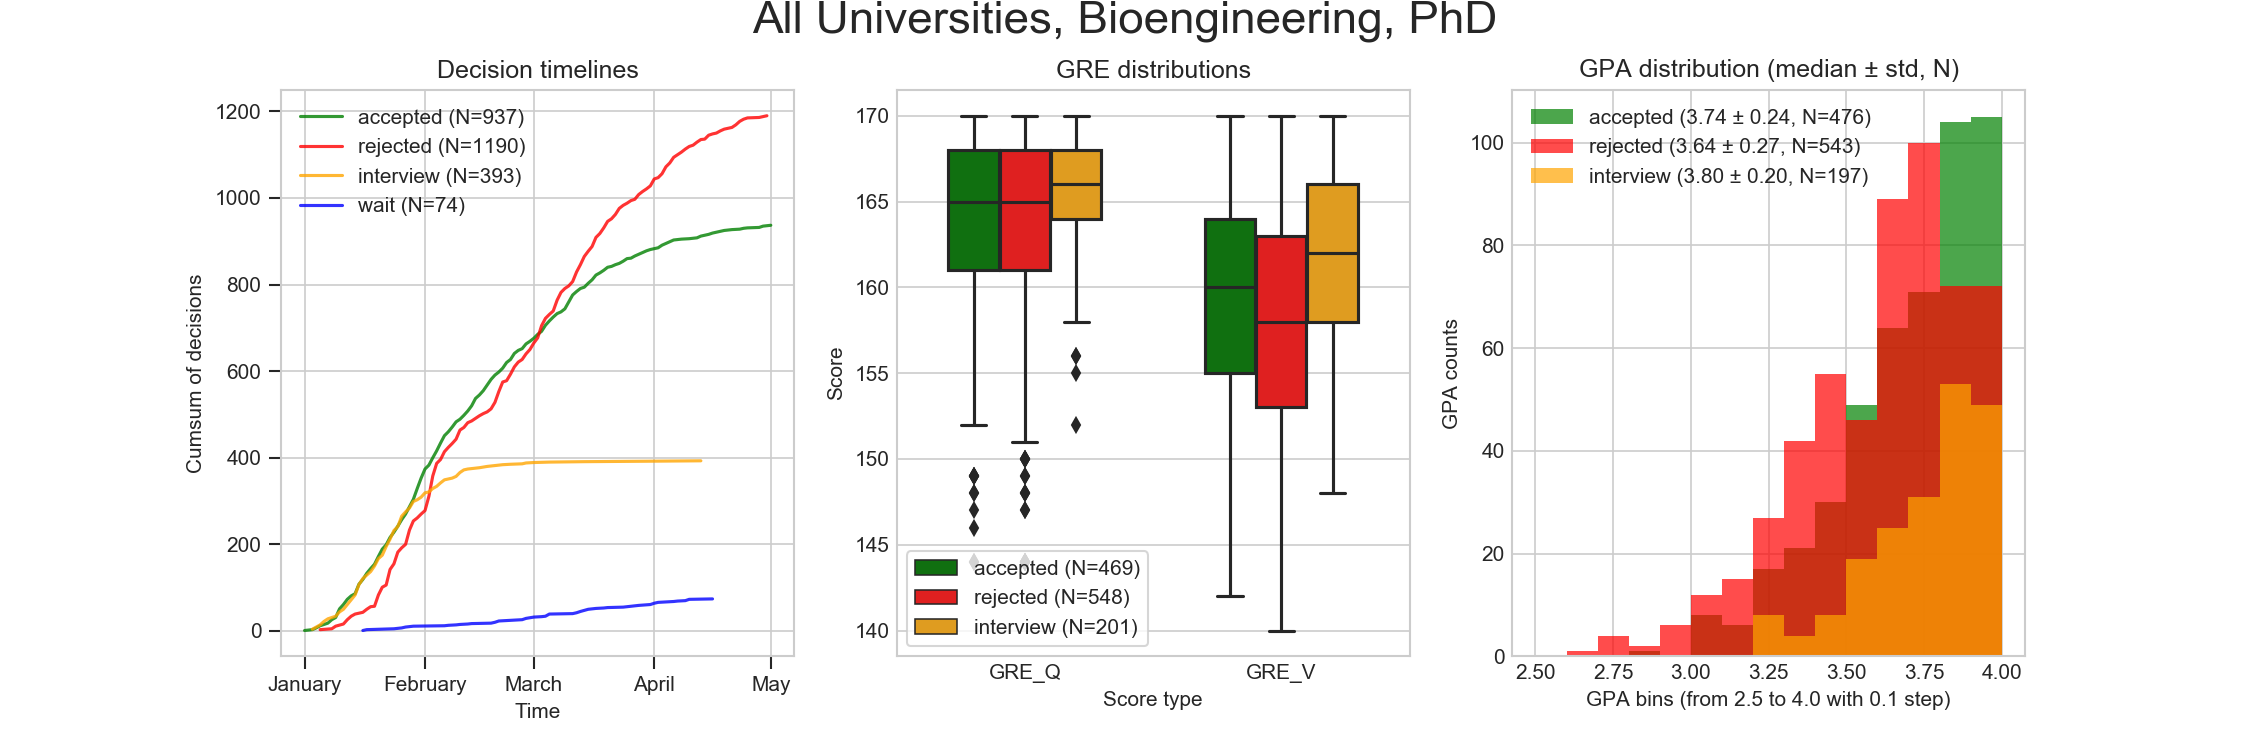 All Universities, Bioengineering, PhD
Decision timelines
accepted (N=937)
rejected (N=1190)
interview (N=393)
wait (N=74)
1200
1000
800
600
400
200
0
Cumsum of decisions
January February March April May
Time
GRE distributions
170
165
160
155
150
145
140
Score
accepted (N=469)
rejected (N=548)
interview (N=201)
GRE_Q GRE_V
Score type
GPA distribution (median ± std, N)
accepted (3.74 ± 0.24, N=476)
rejected (3.64 ± 0.27, N=543)
interview (3.80 ± 0.20, N=197)
100
80
60
40
20
0
GPA counts
2.50 2.75 3.00 3.25 3.50 3.75 4.00
GPA bins (from 2.5 to 4.0 with 0.1 step)